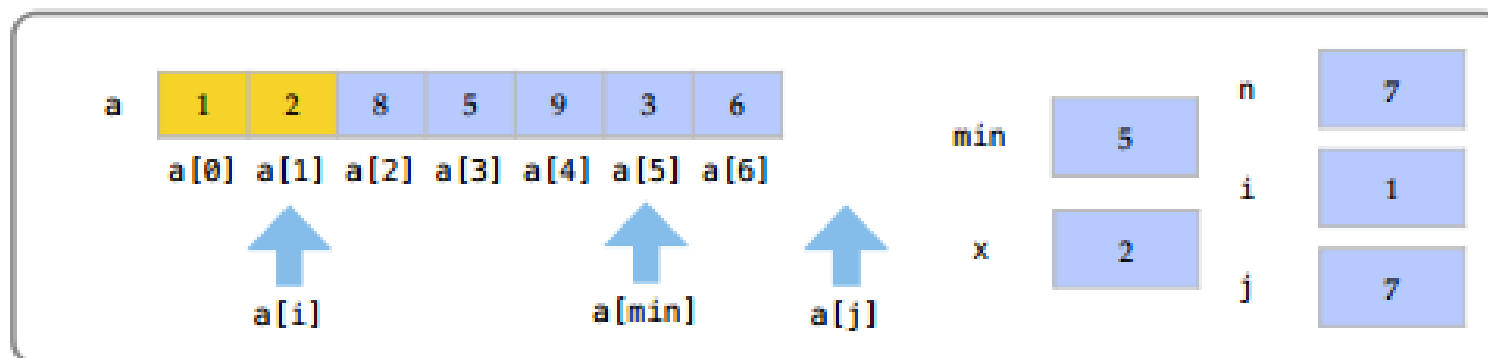 a 1 2 8 5 9 3 6
a[0] a[1] a[2] a[3] a[4] a[5] a[6]
a[i] a[min] a[j]
min 5
x 2
n 7
i 1
j 7